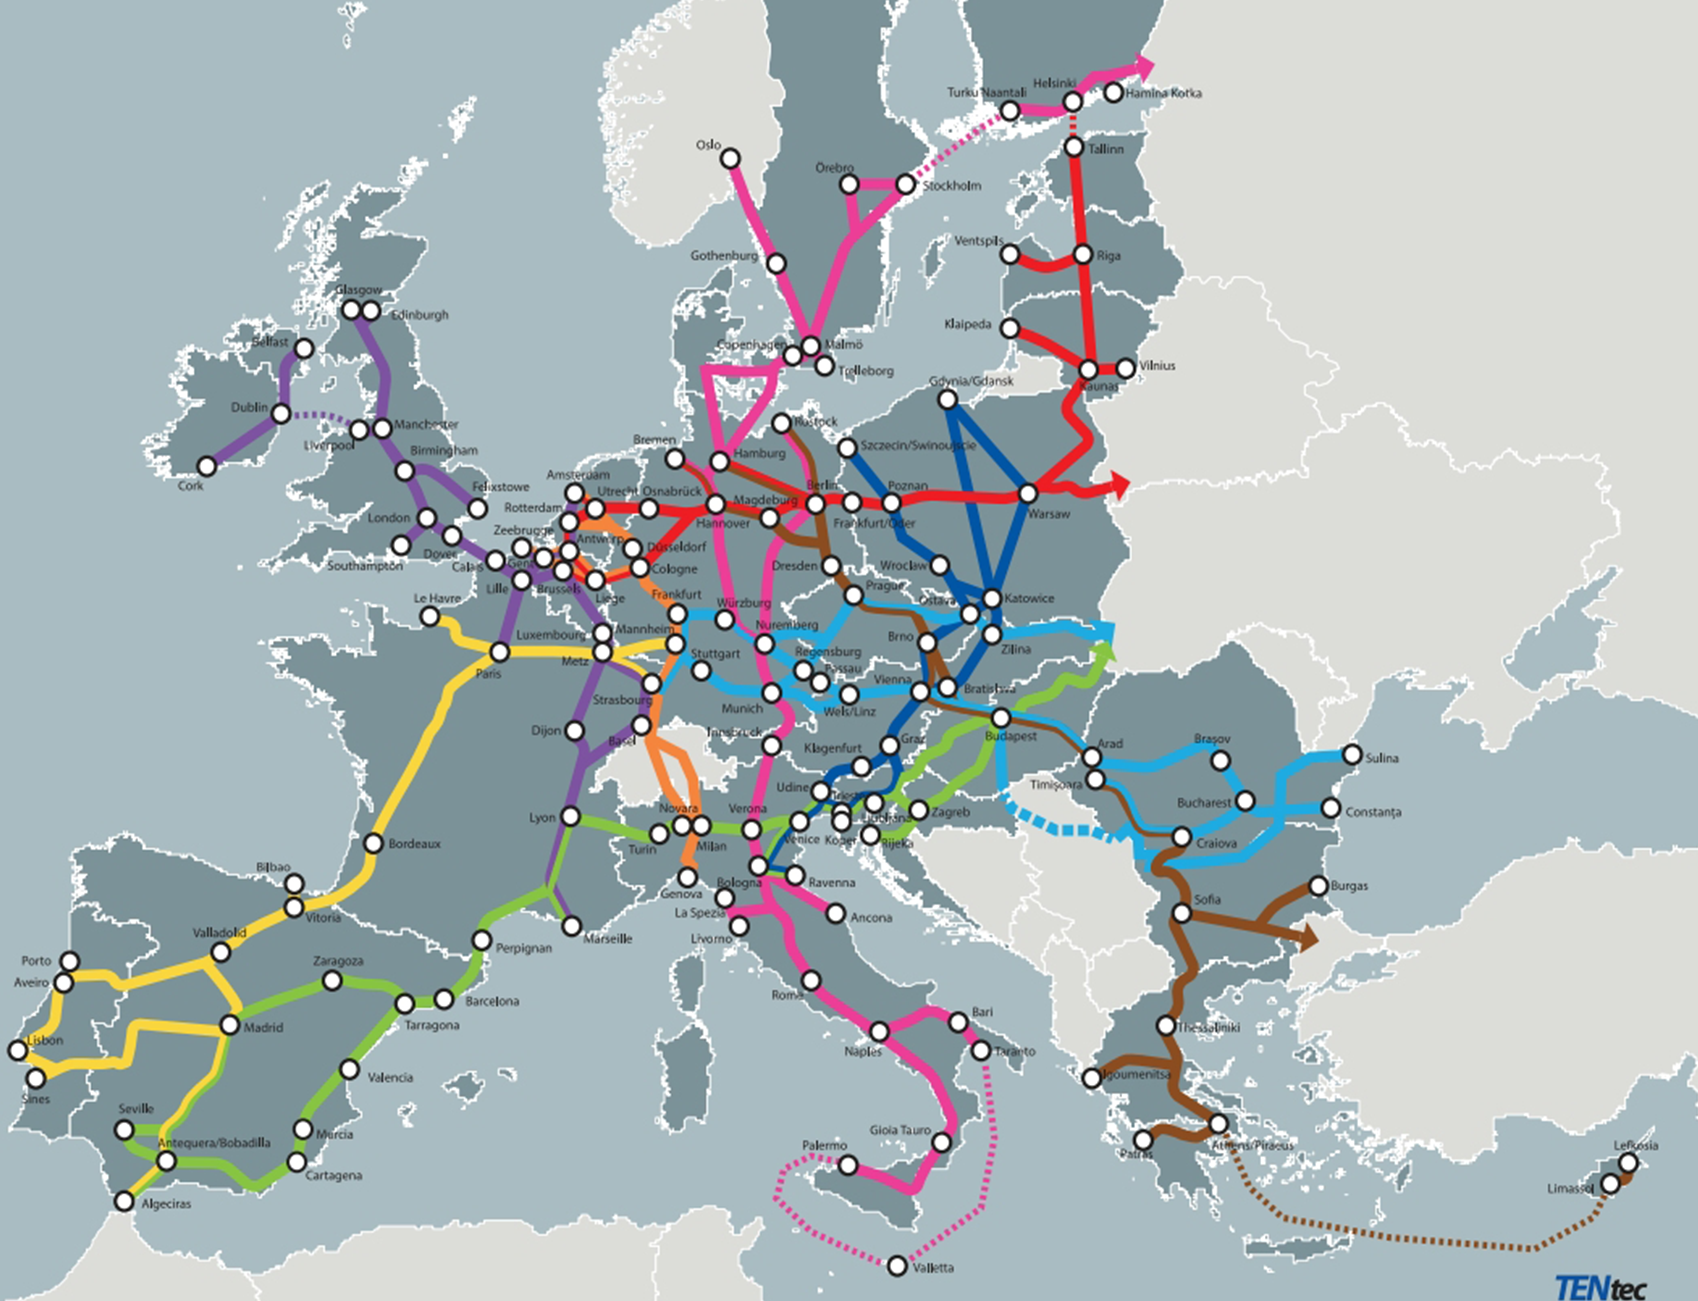 Helsinki
Turku Naantali
Hamina Kotka
Tallinn
Oslo
Örebro
Stockholm
Ventspils
Riga
Gothenburg
Glasgow
Edinburgh
Klaipeda
Belfast
Copenhagen
Malmö
Trelleborg
Vilnius
Kaunas
Gdynia/Gdansk
Dublin
Manchester
Liverpool
Rostock
Bremen
Hamburg
Szczecin/Swinoujscie
Birmingham
Cork
Felixstowe
Amsterdam
Utrecht
Osnabrück
Magdeburg
Berlin
Poznan
Rotterdam
Hannover
Frankfurt/Oder
Warsaw
London
Zeebrugge
Antwerp
Düsseldorf
Dover
Southampton
Calais
Gent
Cologne
Dresden
Wroclaw
Lille
Brussels
Liege
Prague
Le Havre
Frankfurt
Würzburg
Ostava
Katowice
Luxembourg
Mannheim
Nuremberg
Brno
Zilina
Metz
Stuttgart
Regensburg
Passau
Paris
Strasbourg
Munich
Wels/Linz
Vienna
Bratislva
Dijon
Basel
Innsbruck
Klagenfurt
Graz
Budapest
Arad
Braşov
Sulina
Timişoara
Udine
Trieste
Ljubljana
Zagreb
Bucharest
Constanţa
Lyon
Novara
Verona
Turin
Milan
Venice
Koper
Rijeka
Craiova
Bordeaux
Bilbao
Genova
Bologna
Ravenna
Burgas
Vitoria
La Spezia
Ancona
Sofia
Valladolid
Marseille
Livorno
Porto
Zaragoza
Perpignan
Aveiro
Rome
Barcelona
Madrid
Tarragona
Bari
Thessaliniki
Lisbon
Naples
Taranto
Valencia
Igoumenitsa
Sines
Seville
Antequera/Bobadilla
Murcia
Gioia Tauro
Palermo
Patras
Athens/Piraeus
Lefkosia
Cartagena
Limassol
Algeciras
Valletta
TENtec